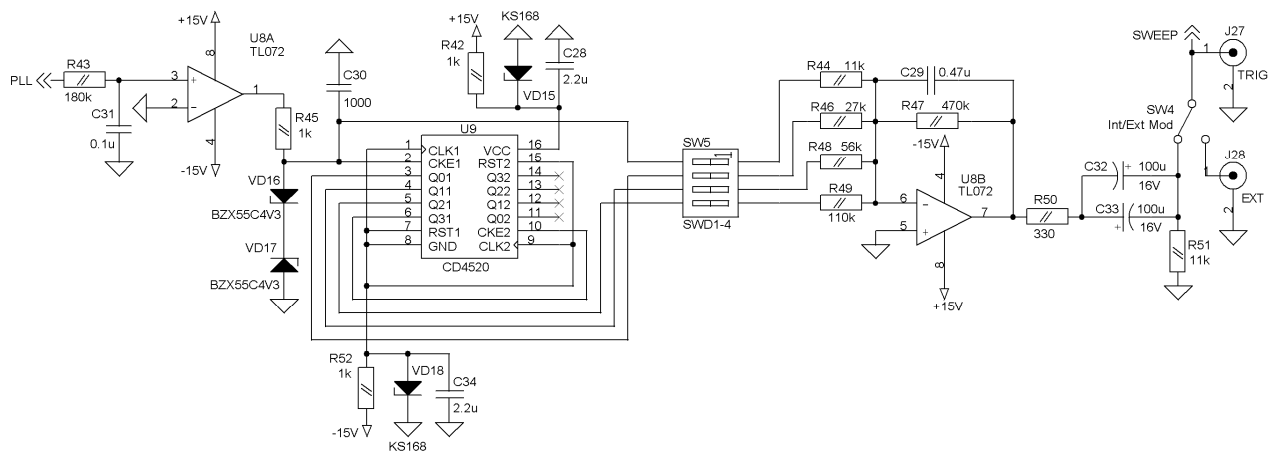 +15V
U8A
TL072
8
R43
PLL
180k
3
+
2
−
1
4
-15V
C31
0.1u
R45
1k
C30
1000
+15V
R42
1k
KS168
VD15
C28
2.2u
VD16
BZX55C4V3
VD17
BZX55C4V3
U9
1 CLK1 VCC 16
2 CKE1 RST2 15
3 Q01 Q32 14
4 Q11 Q22 13
5 Q21 Q12 12
6 Q31 Q02 11
7 RST1 CKE2 10
8 GND CLK2 9
CD4520
R52
1k
-15V
VD18
KS168
C34
2.2u
SW5
1
SWD1-4
R44 11k
R46 27k
R48 56k
R49
110k
C29 0.47u
R47 470k
-15V
4
U8B
TL072
6
−
5
+
7
8
+15V
R50
330
C32 + 100u
16V
C33 100u
+ 16V
R51
11k
SWEEP
J27
1
TRIG
2
SW4
Int/Ext Mod
J28
1
EXT
2